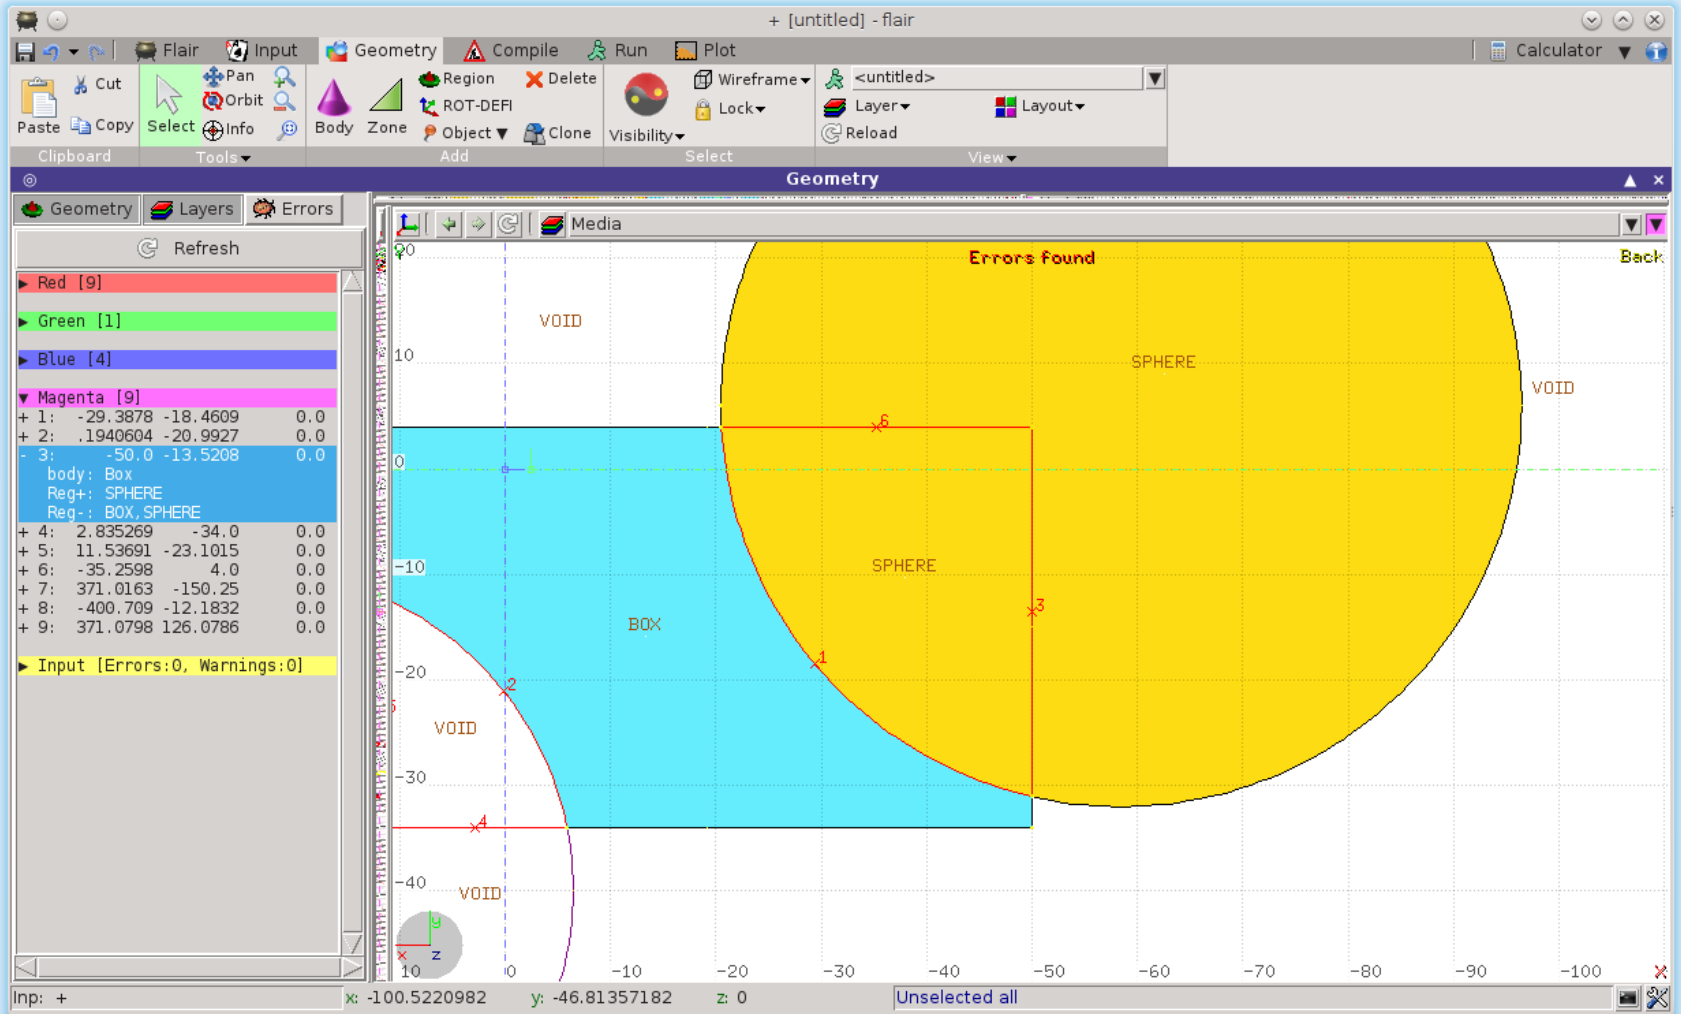 + [untitled] - flair
Flair Input Geometry Compile Run Plot Calculator
Paste Cut Copy
Clipboard
Select Pan Orbit Info
Tools
Body Zone Region ROT-DEFI Object Delete Clone
Add
Visibility Wireframe Lock
Select
<untitled>
Layer Layout
Reload
View
Geometry
Geometry Layers Errors
Refresh
Red [9]
Green [1]
Blue [4]
Magenta [9]
+ 1: -29.3878 -18.4609 0.0
+ 2: .1940604 -20.9927 0.0
- 3: -50.0 -13.5208 0.0
body: Box
Reg+: SPHERE
Reg-: BOX,SPHERE
+ 4: 2.835269 -34.0 0.0
+ 5: 11.53691 -23.1015 0.0
+ 6: -35.2598 4.0 0.0
+ 7: 371.0163 -150.25 0.0
+ 8: -400.709 -12.1832 0.0
+ 9: 371.0798 126.0786 0.0
Input [Errors:0, Warnings:0]
Media
20 Errors found Back
VOID
10 SPHERE
VOID
6
0
-10 SPHERE
3
BOX
1
-20
2
5
VOID
-30
4
-40
VOID
y
x z
10 0 -10 -20 -30 -40 -50 -60 -70 -80 -90 -100 x
Inp: + x: -100.5220982 y: -46.81357182 z: 0 Unselected all